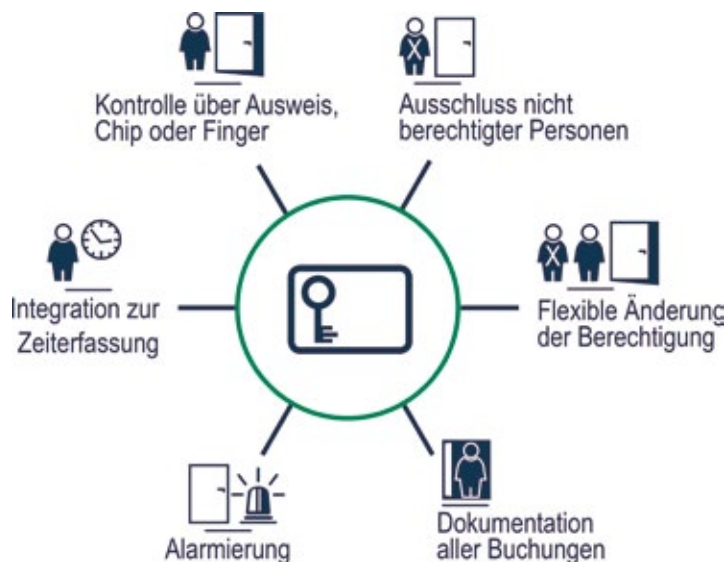 Kontrolle über Ausweis,
Chip oder Finger
Ausschluss nicht
berechtigter Personen
Integration zur
Zeiterfassung
Flexible Änderung
der Berechtigung
Alarmierung
Dokumentation
aller Buchungen